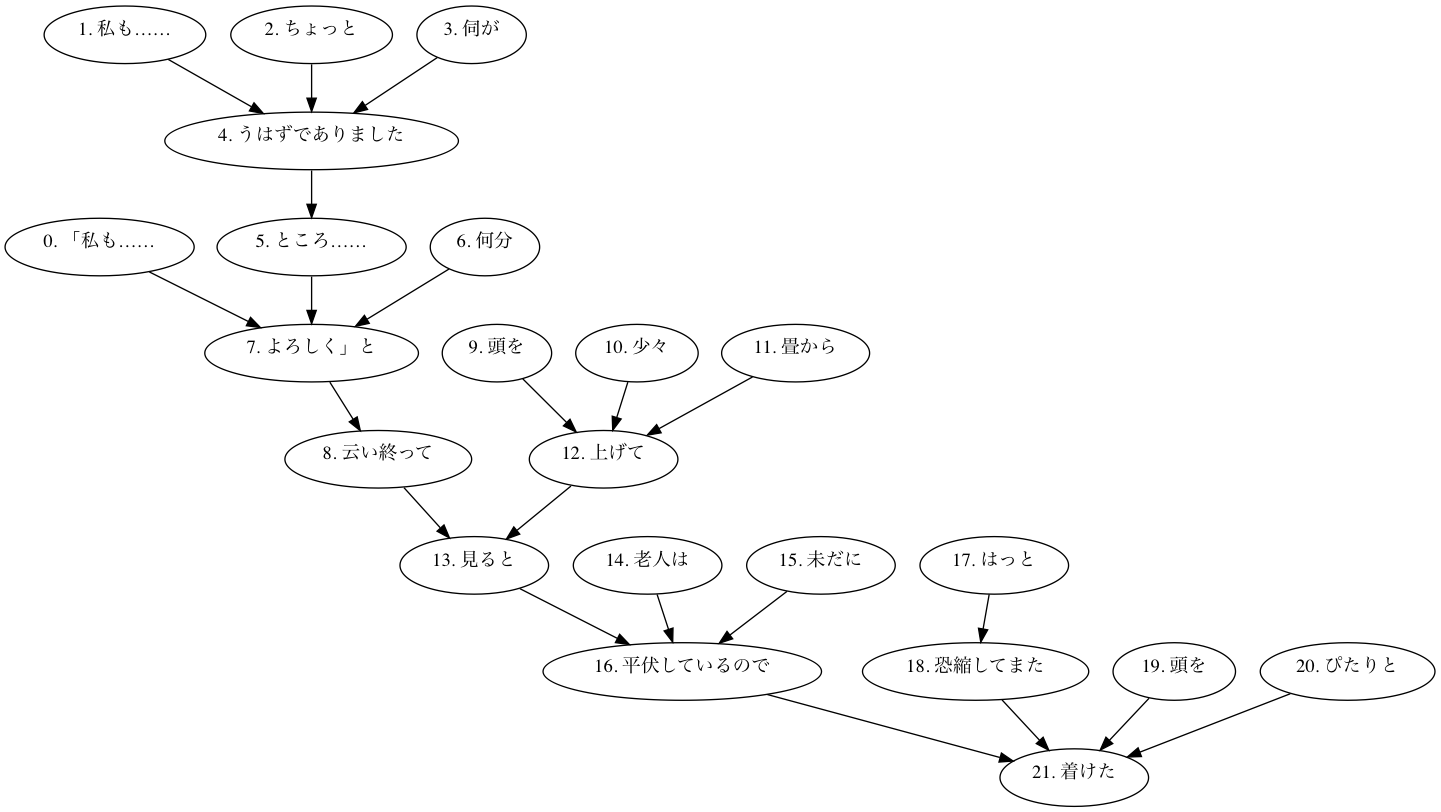 1. 私も……
2. ちょっと
3. 伺が
4. うはずでありました
0. 「私も……
5. ところ……
6. 何分
7. よろしく」と
9. 頭を
10. 少々
11. 畳から
8. 云い終って
12. 上げて
13. 見ると
14. 老人は
15. 未だに
17. はっと
16. 平伏しているので
18. 恐縮してまた
19. 頭を
20. ぴたりと
21. 着けた